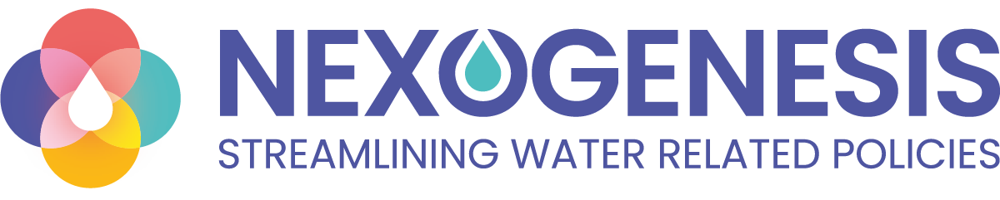 NEXOGENESIS
STREAMLINING WATER RELATED POLICIES